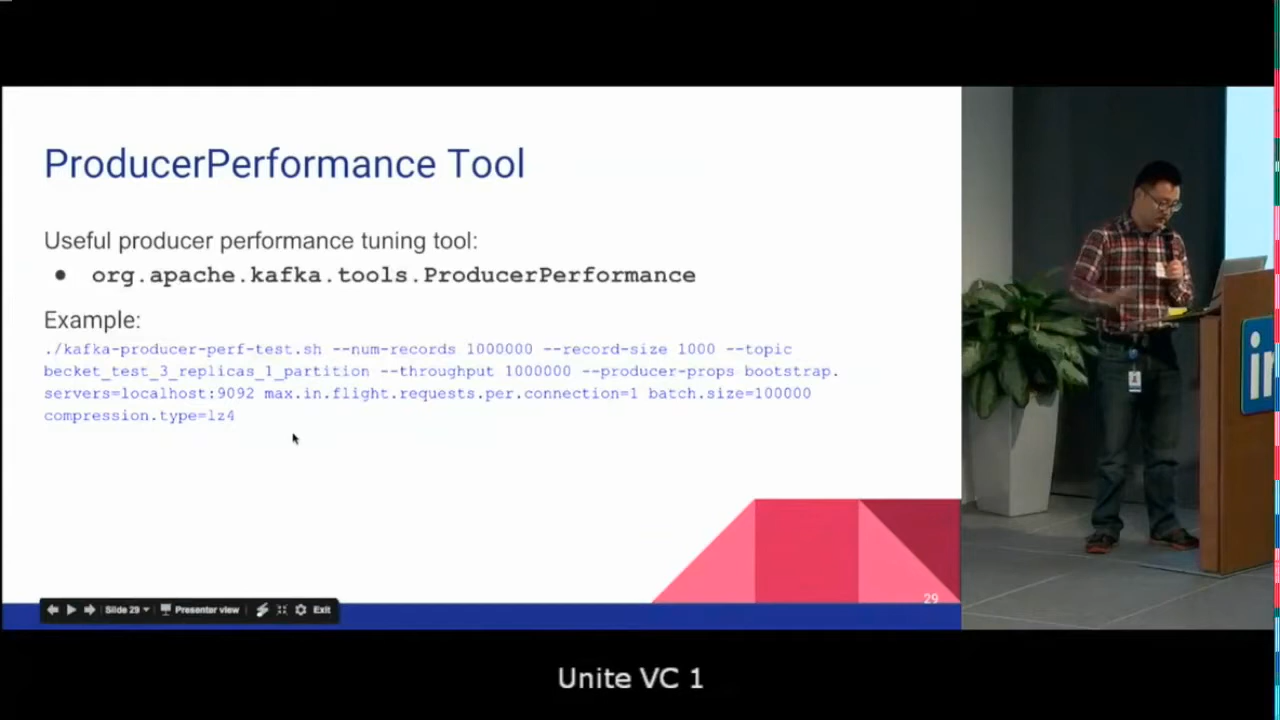 ProducerPerformance Tool
Useful producer performance tuning tool:
● org.apache.kafka.tools.ProducerPerformance
Example:
./kafka-producer-perf-test.sh --num-records 1000000 --record-size 1000 --topic
becket_test_3_replicas_1_partition --throughput 1000000 --producer-props bootstrap.
servers=localhost:9092 max.in.flight.requests.per.connection=1 batch.size=100000
compression.type=lz4
in
29
Slide 29 Presenter view Exit
Unite VC 1